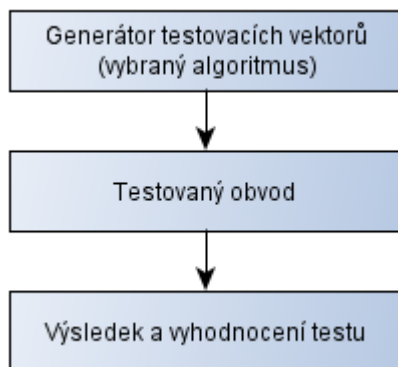 Generátor testovacích vektorů
(vybraný algoritmus)
Testovaný obvod
Výsledek a vyhodnocení testu